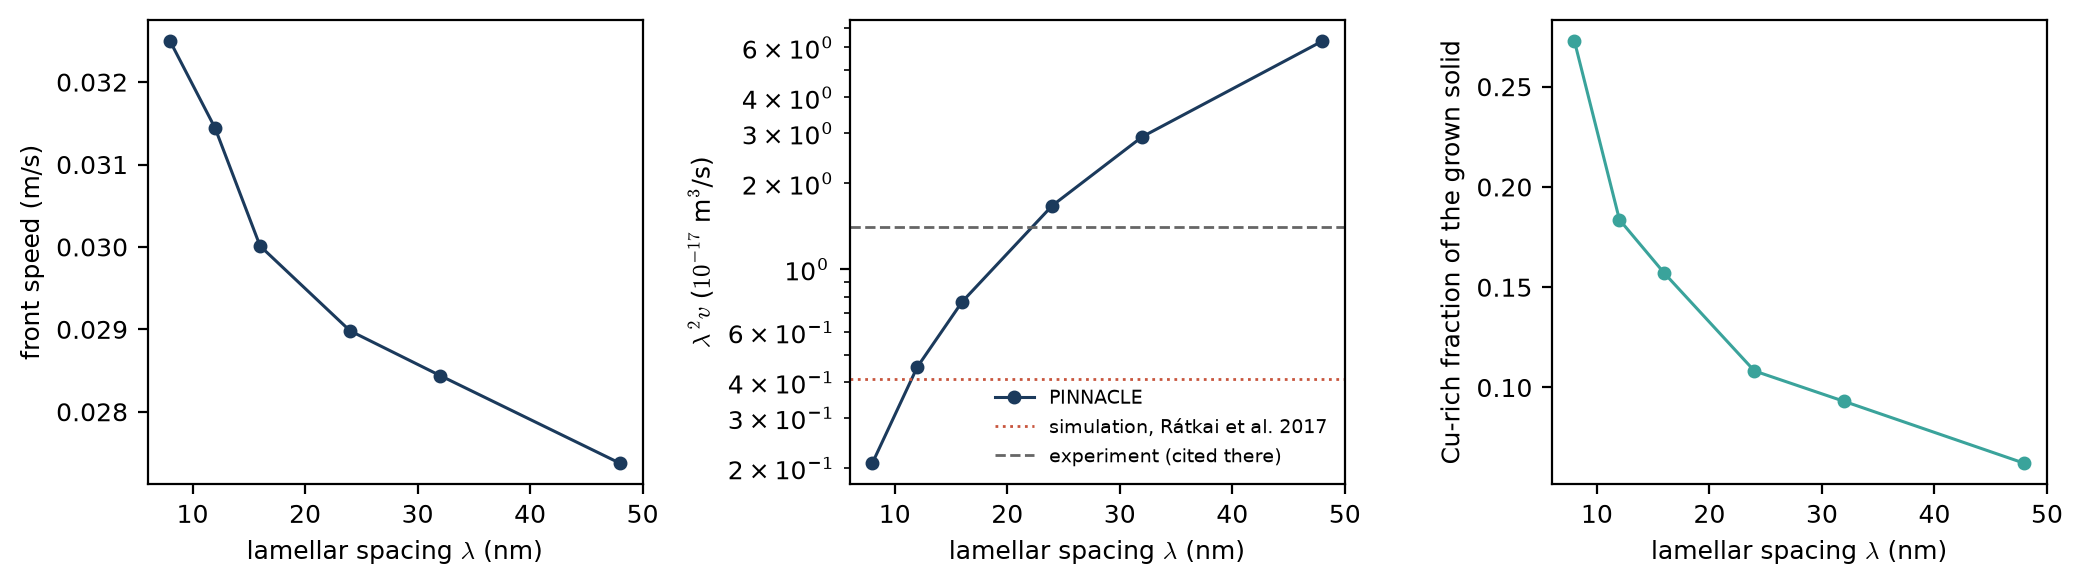 front speed (m/s)
0.032
0.031
0.030
0.029
0.028
10 20 30 40 50
lamellar spacing λ (nm)
λ²v (10⁻¹⁷ m³/s)
6 × 10⁰
4 × 10⁰
3 × 10⁰
2 × 10⁰
10⁰
6 × 10⁻¹
4 × 10⁻¹
3 × 10⁻¹
2 × 10⁻¹
PINNACLE
simulation, Rátkai et al. 2017
experiment (cited there)
10 20 30 40 50
lamellar spacing λ (nm)
Cu-rich fraction of the grown solid
0.25
0.20
0.15
0.10
10 20 30 40 50
lamellar spacing λ (nm)